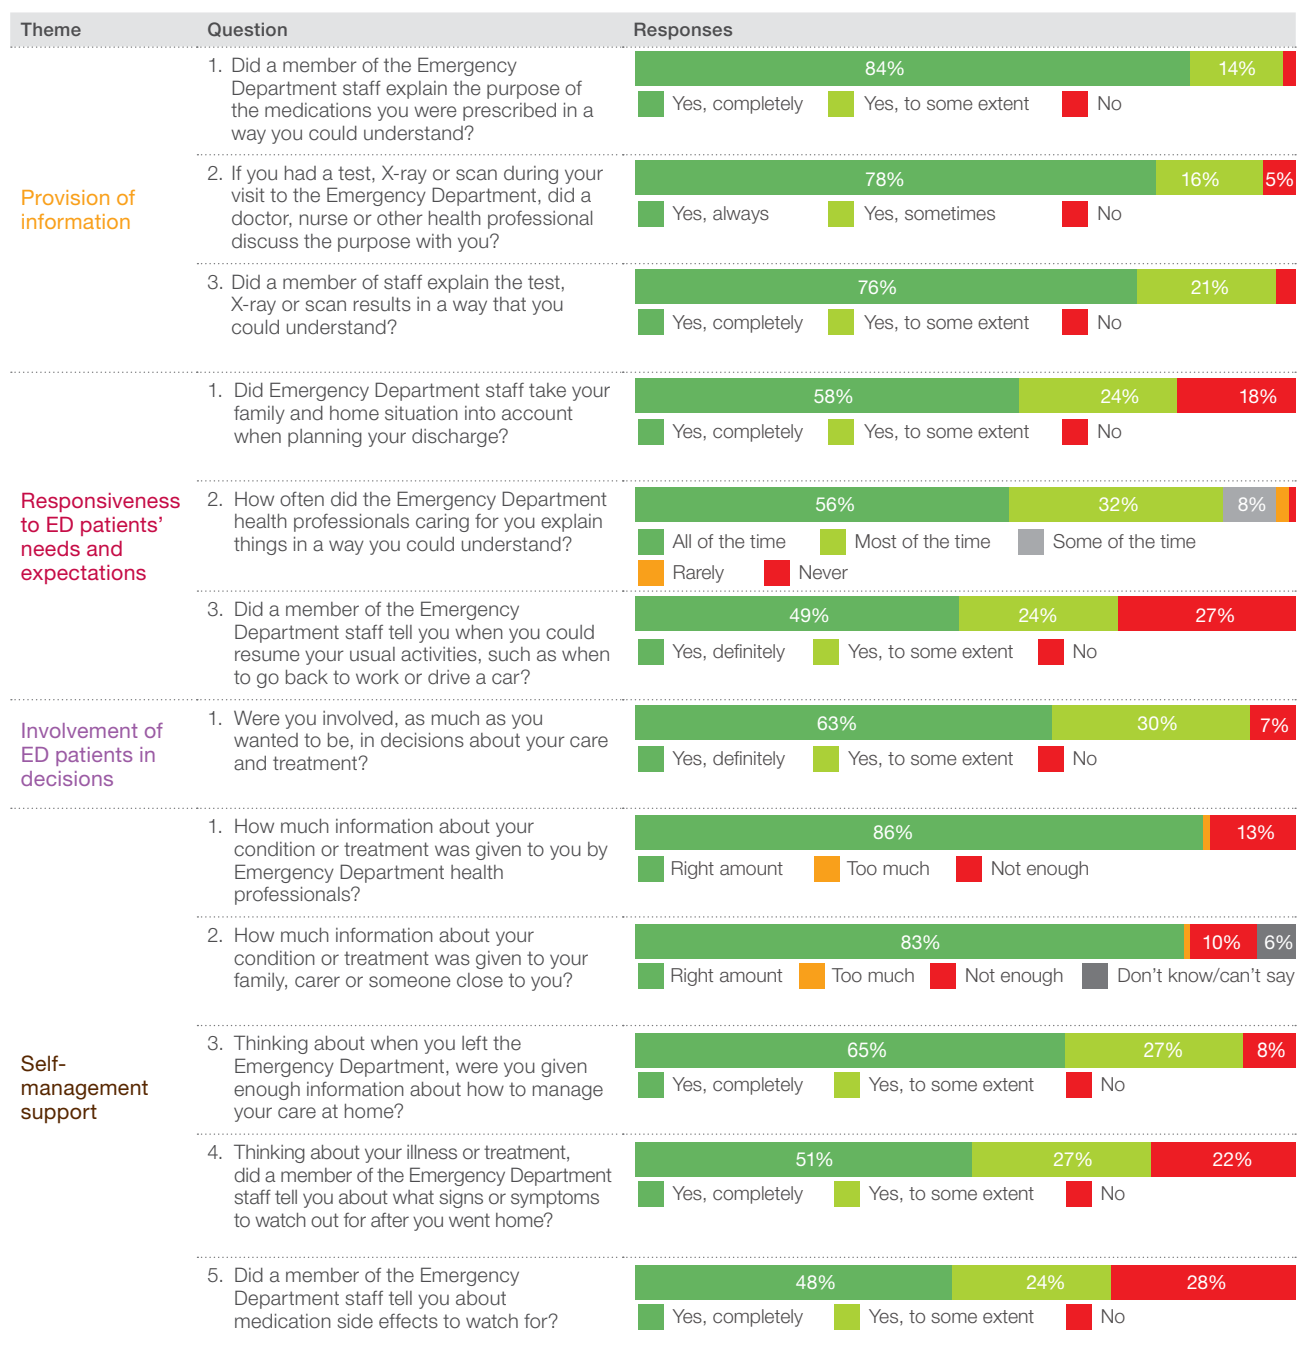 Theme Question Responses
Provision of
information
1. Did a member of the Emergency
Department staff explain the purpose of
the medications you were prescribed in a
way you could understand?
84% 14%
Yes, completely Yes, to some extent No
2. If you had a test, X-ray or scan during your
visit to the Emergency Department, did a
doctor, nurse or other health professional
discuss the purpose with you?
78% 16% 5%
Yes, always Yes, sometimes No
3. Did a member of staff explain the test,
X-ray or scan results in a way that you
could understand?
76% 21%
Yes, completely Yes, to some extent No
Responsiveness
to ED patients’
needs and
expectations
1. Did Emergency Department staff take your
family and home situation into account
when planning your discharge?
58% 24% 18%
Yes, completely Yes, to some extent No
2. How often did the Emergency Department
health professionals caring for you explain
things in a way you could understand?
56% 32% 8%
All of the time Most of the time Some of the time
Rarely Never
3. Did a member of the Emergency
Department staff tell you when you could
resume your usual activities, such as when
to go back to work or drive a car?
49% 24% 27%
Yes, definitely Yes, to some extent No
Involvement of
ED patients in
decisions
1. Were you involved, as much as you
wanted to be, in decisions about your care
and treatment?
63% 30% 7%
Yes, definitely Yes, to some extent No
Self-
management
support
1. How much information about your
condition or treatment was given to you by
Emergency Department health
professionals?
86% 13%
Right amount Too much Not enough
2. How much information about your
condition or treatment was given to your
family, carer or someone close to you?
83% 10% 6%
Right amount Too much Not enough Don’t know/can’t say
3. Thinking about when you left the
Emergency Department, were you given
enough information about how to manage
your care at home?
65% 27% 8%
Yes, completely Yes, to some extent No
4. Thinking about your illness or treatment,
did a member of the Emergency Department
staff tell you about what signs or symptoms
to watch out for after you went home?
51% 27% 22%
Yes, completely Yes, to some extent No
5. Did a member of the Emergency
Department staff tell you about
medication side effects to watch for?
48% 24% 28%
Yes, completely Yes, to some extent No